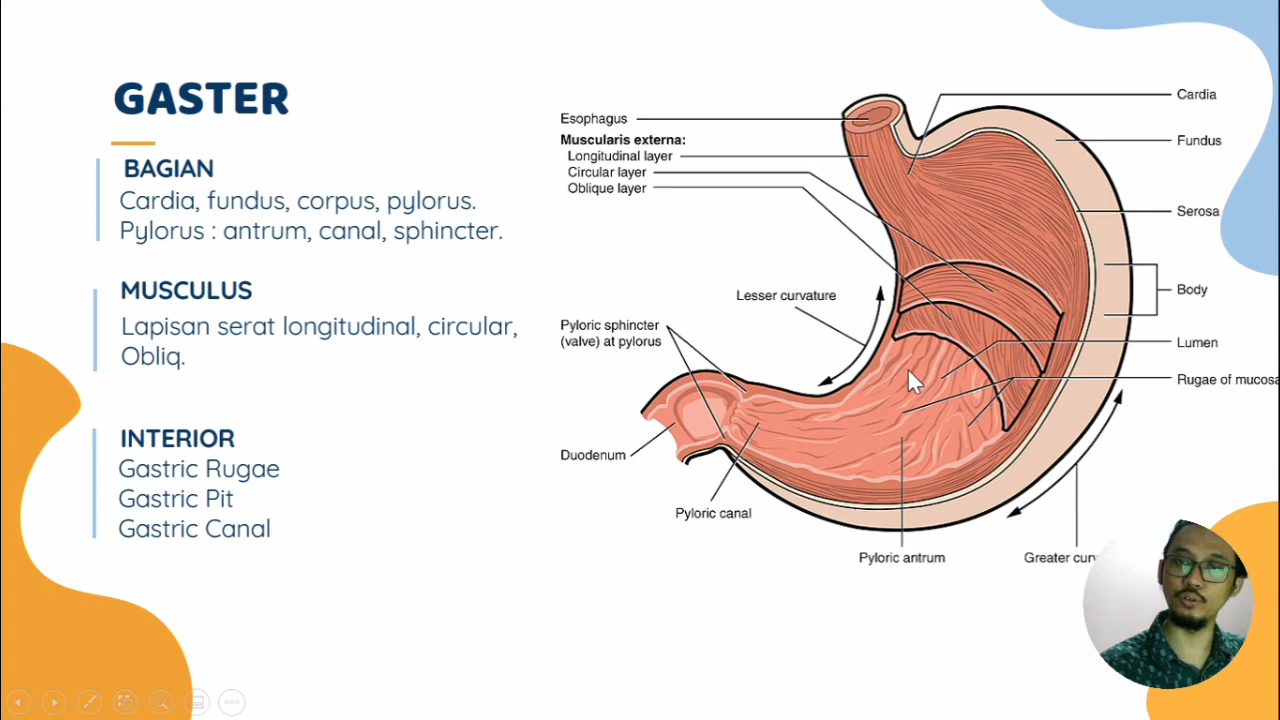 GASTER
BAGIAN
Cardia, fundus, corpus, pylorus.
Pylorus : antrum, canal, sphincter.
MUSCULUS
Lapisan serat longitudinal, circular,
Obliq.
INTERIOR
Gastric Rugae
Gastric Pit
Gastric Canal
Esophagus
Muscularis externa:
Longitudinal layer
Circular layer
Oblique layer
Cardia
Fundus
Serosa
Body
Lesser curvature
Pyloric sphincter
(valve) at pylorus
Lumen
Rugae of mucosa
Duodenum
Pyloric canal
Pyloric antrum
Greater